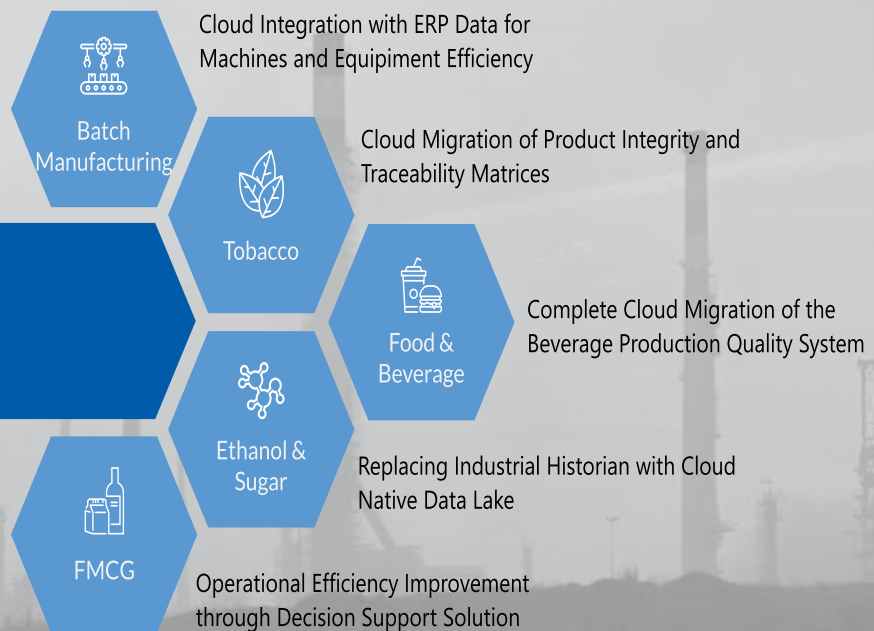 Cloud Integration with ERP Data for
Machines and Equipiment Efficiency
Batch
Manufacturing
Cloud Migration of Product Integrity and
Traceability Matrices
Tobacco
Complete Cloud Migration of the
Beverage Production Quality System
Food &
Beverage
Ethanol &
Sugar
Replacing Industrial Historian with Cloud
Native Data Lake
FMCG
Operational Efficiency Improvement
through Decision Support Solution